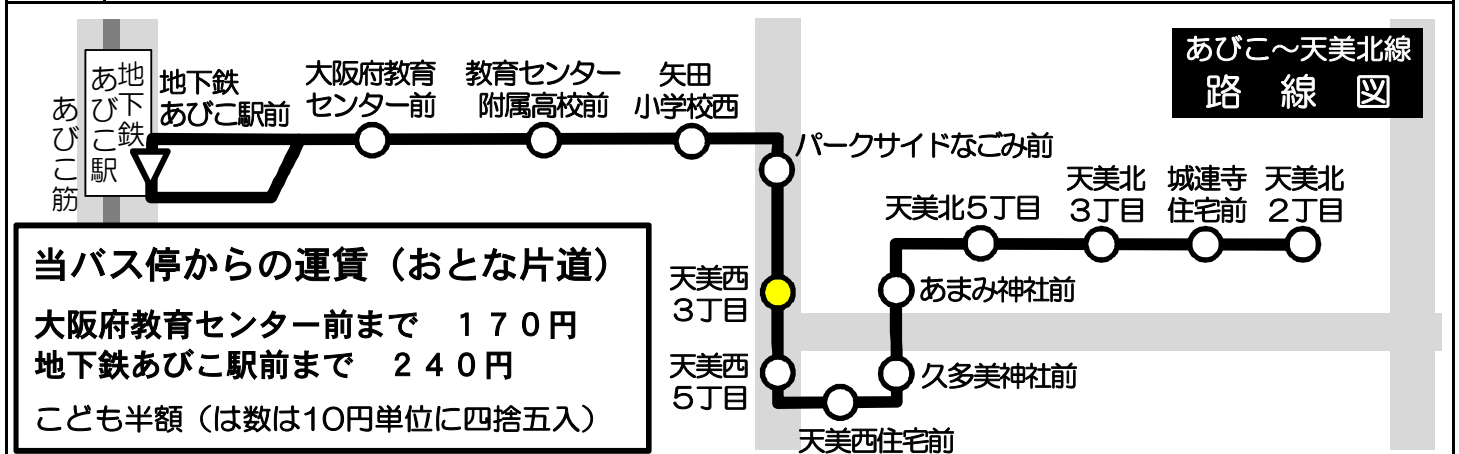 あびこ～天美北線
路線図
あびこ筋
地下鉄
あびこ駅
地下鉄
あびこ駅前
大阪府教育
センター前
教育センター
附属高校前
矢田
小学校西
パークサイドなごみ前
天美西
３丁目
天美西
５丁目
天美西住宅前
久多美神社前
あまみ神社前
天美北５丁目
天美北
３丁目
城連寺
住宅前
天美北
２丁目
当バス停からの運賃（おとな片道）
大阪府教育センター前まで　１７０円
地下鉄あびこ駅前まで　２４０円
こども半額（は数は10円単位に四捨五入）